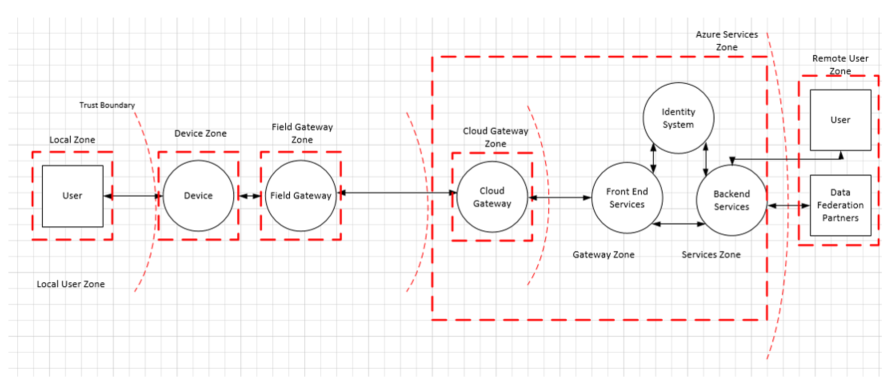 Azure Services
Zone
Remote User
Zone
Trust Boundary
Local Zone
Device Zone
Field Gateway
Zone
Cloud Gateway
Zone
Identity
System
User
User
Device
Field Gateway
Cloud
Gateway
Front End
Services
Backend
Services
Data
Federation
Partners
Gateway Zone
Services Zone
Local User Zone